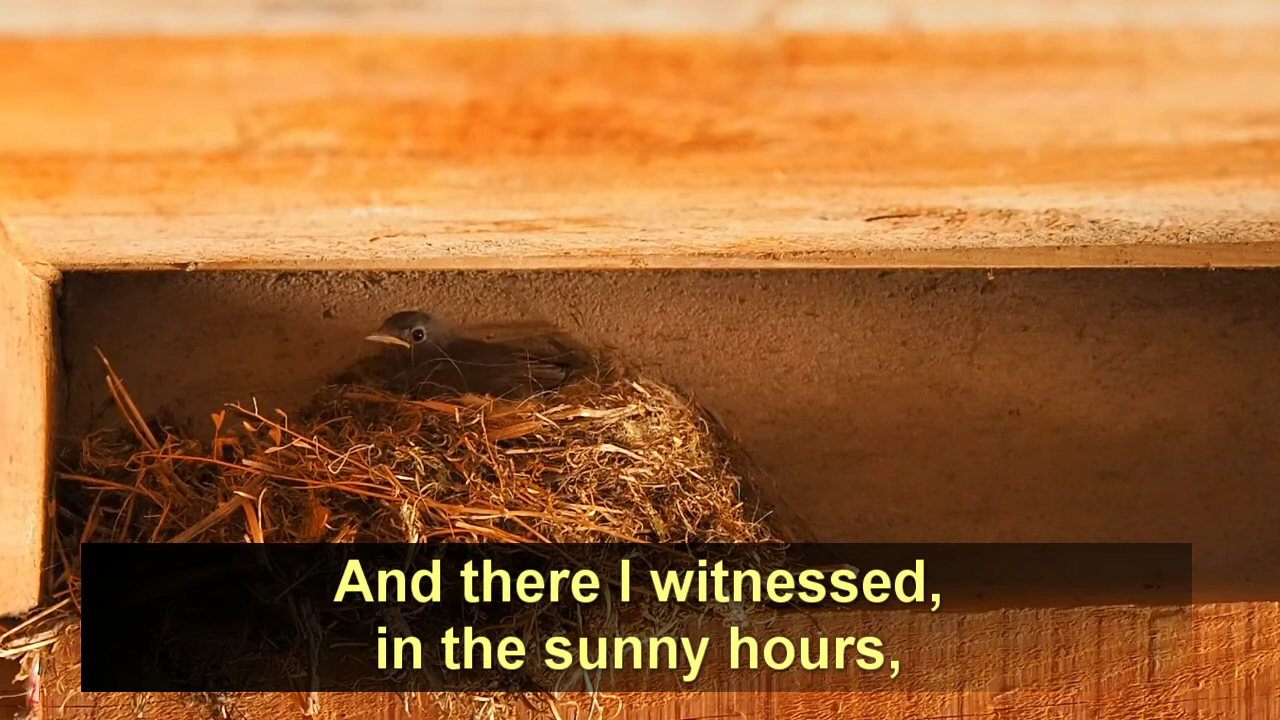 And there I witnessed,
in the sunny hours,